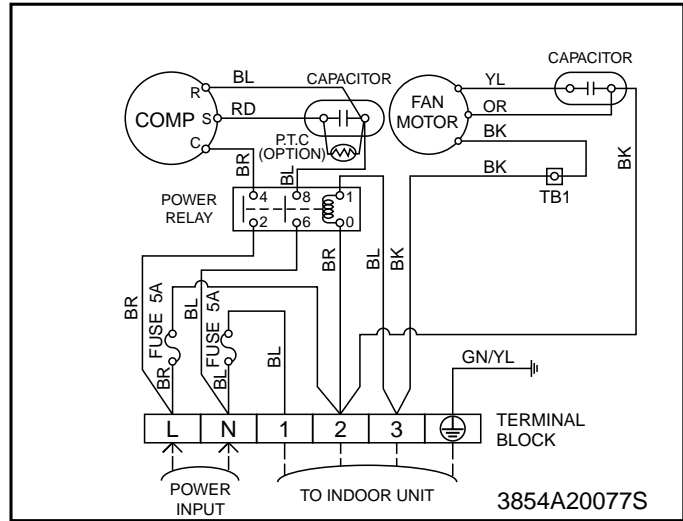 BL
CAPACITOR
R
COMP
S
RD
C
P.T.C
(OPTION)
BR
BL
CAPACITOR
YL
FAN
MOTOR
OR
BK
BK
TB1
BK
POWER
RELAY
4
8
1
2
6
0
BR
BL
BK
BR
FUSE 5A
BL
FUSE 5A
BR
BL
BL
GN/YL
L
N
1
2
3
TERMINAL
BLOCK
POWER
INPUT
TO INDOOR UNIT
3854A20077S